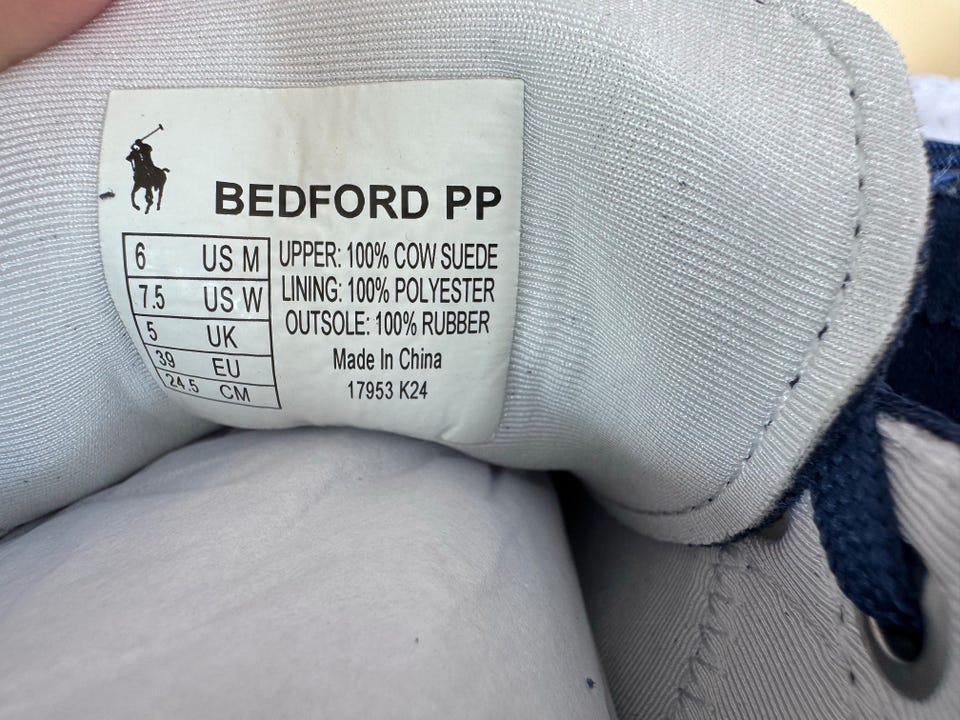 BEDFORD PP
6 US M
7.5 US W
5 UK
39 EU
24.5 CM
UPPER: 100% COW SUEDE
LINING: 100% POLYESTER
OUTSOLE: 100% RUBBER
Made In China
17953 K24